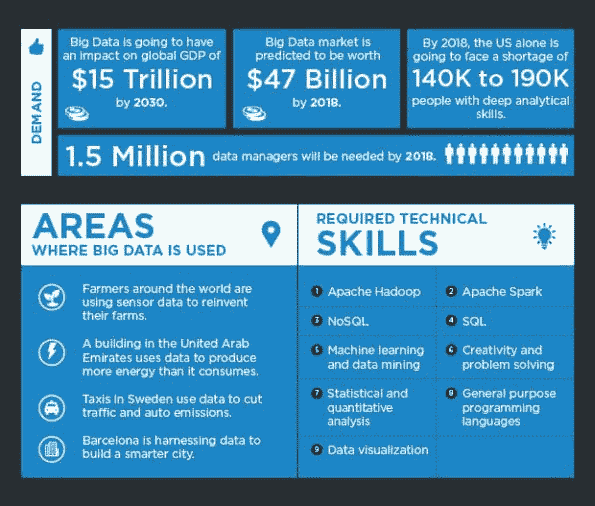 DEMAND
Big Data is going to have
an impact on global GDP of
$15 Trillion
by 2030.
Big Data market is
predicted to be worth
$47 Billion
by 2018.
By 2018, the US alone is
going to face a shortage of
140K to 190K
people with deep analytical
skills.
1.5 Million data managers will be needed by 2018.
AREAS
WHERE BIG DATA IS USED
Farmers around the world are
using sensor data to reinvent
their farms.
A building in the United Arab
Emirates uses data to produce
more energy than it consumes.
Taxis in Sweden use data to cut
traffic and auto emissions.
Barcelona is harnessing data to
build a smarter city.
REQUIRED TECHNICAL
SKILLS
1 Apache Hadoop
2 Apache Spark
3 NoSQL
4 SQL
5 Machine learning
and data mining
6 Creativity and
problem solving
7 Statistical and
quantitative
analysis
8 General purpose
programming
languages
9 Data visualization